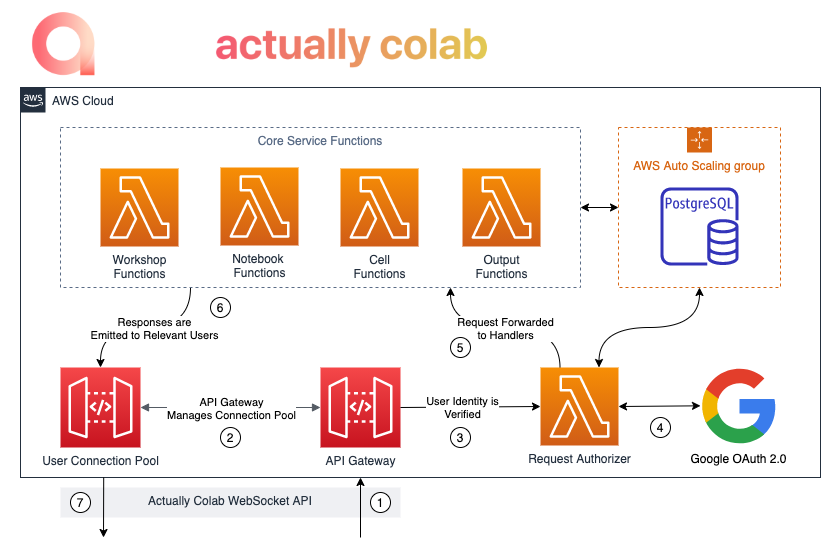 actually colab
aws
AWS Cloud
Core Service Functions
AWS Auto Scaling group
PostgreSQL
Workshop
Functions
Notebook
Functions
Cell
Functions
Output
Functions
6
Responses are
Emitted to Relevant Users
Request Forwarded
to Handlers
5
</>
API Gateway
Manages Connection Pool
2
</>
User Identity is
Verified
3
4
User Connection Pool
API Gateway
Request Authorizer
Google OAuth 2.0
7
Actually Colab WebSocket API
1